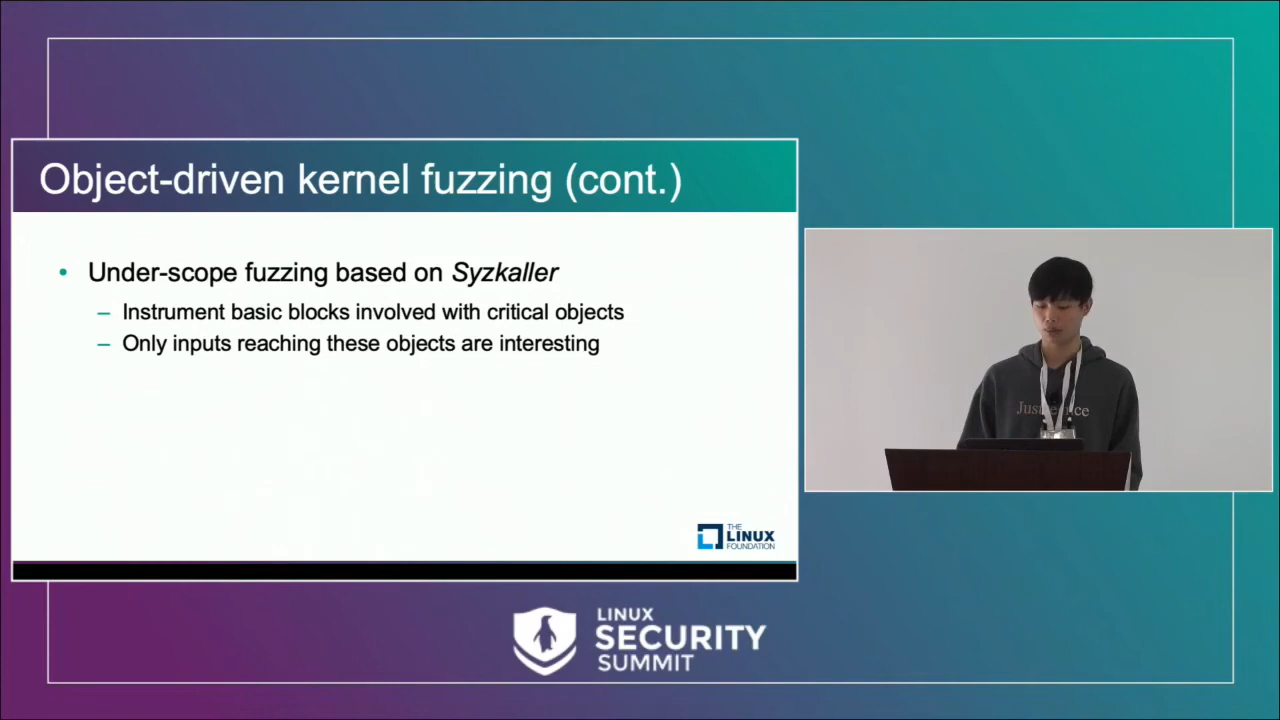 Object-driven kernel fuzzing (cont.)
• Under-scope fuzzing based on Syzkaller
– Instrument basic blocks involved with critical objects
– Only inputs reaching these objects are interesting
THE
LINUX
FOUNDATION
LINUX
SECURITY
SUMMIT